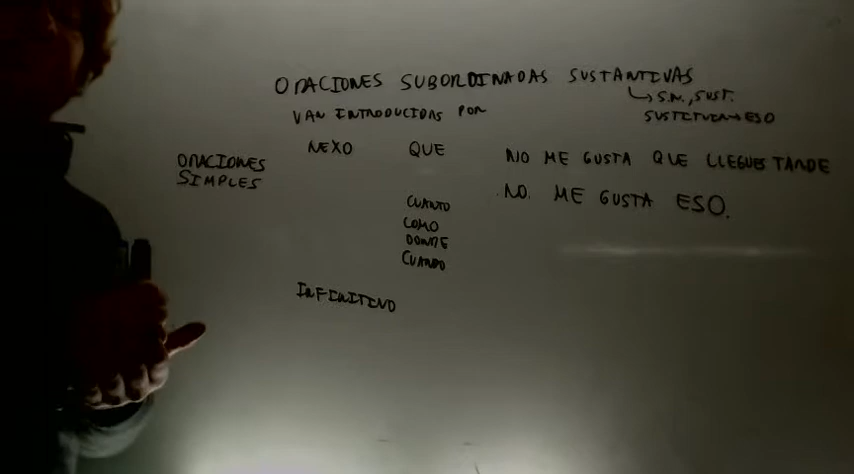 ORACIONES SUBORDINADAS SUSTANTIVAS
↳ S.N., SUST.
SUSTITUIR → ESO
VAN INTRODUCIDAS POR
NEXO QUE
NO ME GUSTA QUE LLEGUES TARDE
ORACIONES
SIMPLES
NO ME GUSTA ESO.
CUANTO
COMO
DONDE
CUANDO
INFINITIVO